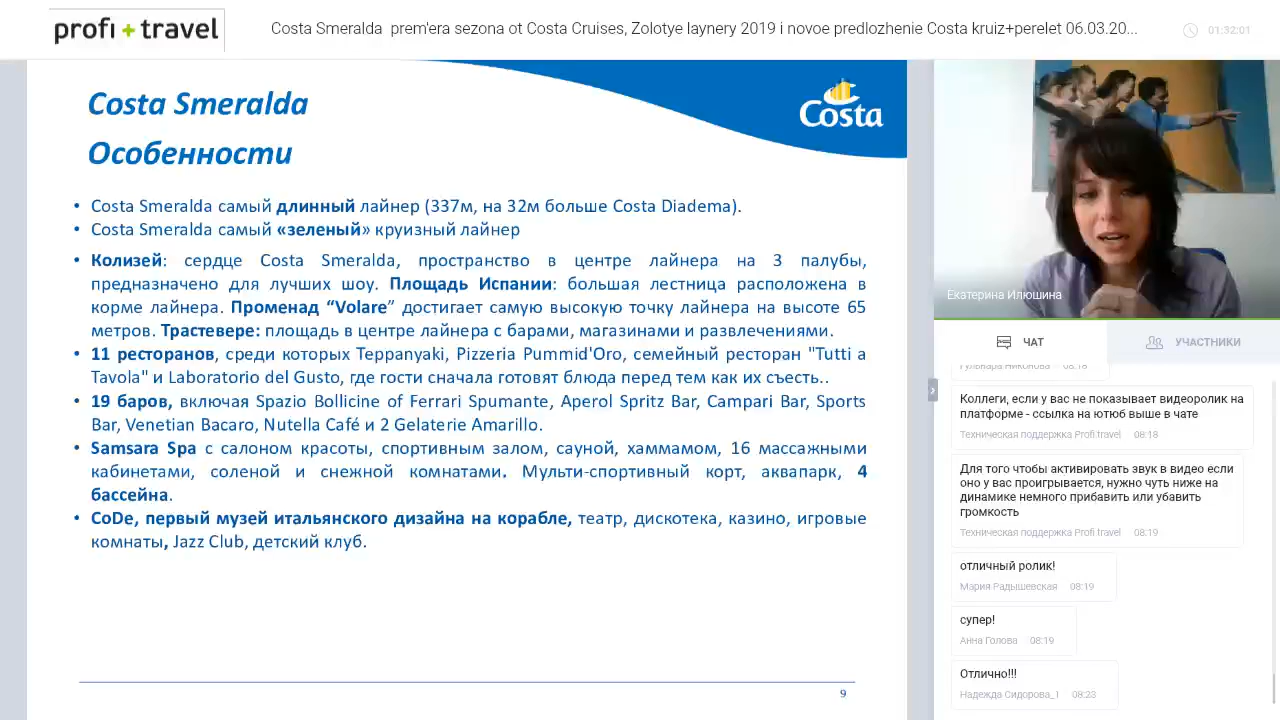 profi + travel
Costa Smeralda prem'era sezona ot Costa Cruises, Zolotye laynery 2019 i novoe predlozhenie Costa kruiz+perelet 06.03.20...
01:32:01
Costa Smeralda
Особенности
Costa
• Costa Smeralda самый длинный лайнер (337м, на 32м больше Costa Diadema).
• Costa Smeralda самый «зеленый» круизный лайнер
• Колизей: сердце Costa Smeralda, пространство в центре лайнера на 3 палубы,
предназначено для лучших шоу. Площадь Испании: большая лестница расположена в
корме лайнера. Променад “Volare” достигает самую высокую точку лайнера на высоте 65
метров. Трастевере: площадь в центре лайнера с барами, магазинами и развлечениями.
• 11 ресторанов, среди которых Teppanyaki, Pizzeria Pummid'Oro, семейный ресторан "Tutti a
Tavola" и Laboratorio del Gusto, где гости сначала готовят блюда перед тем как их съесть..
• 19 баров, включая Spazio Bollicine of Ferrari Spumante, Aperol Spritz Bar, Campari Bar, Sports
Bar, Venetian Bacaro, Nutella Café и 2 Gelaterie Amarillo.
• Samsara Spa с салоном красоты, спортивным залом, сауной, хаммамом, 16 массажными
кабинетами, соленой и снежной комнатами. Мульти-спортивный корт, аквапарк, 4
бассейна.
• CoDe, первый музей итальянского дизайна на корабле, театр, дискотека, казино, игровые
комнаты, Jazz Club, детский клуб.
9
Екатерина Илюшина
ЧАТ
УЧАСТНИКИ
Гульнара Никонова 08:18
Коллеги, если у вас не показывает видеоролик на
платформе - ссылка на ютюб выше в чате
Техническая поддержка Profi.travel 08:18
Для того чтобы активировать звук в видео если
оно у вас проигрывается, нужно чуть ниже на
динамике немного прибавить или убавить
громкость
Техническая поддержка Profi.travel 08:19
отличный ролик!
Мария Радышевская 08:19
супер!
Анна Голова 08:19
Отлично!!!
Надежда Сидорова_1 08:23